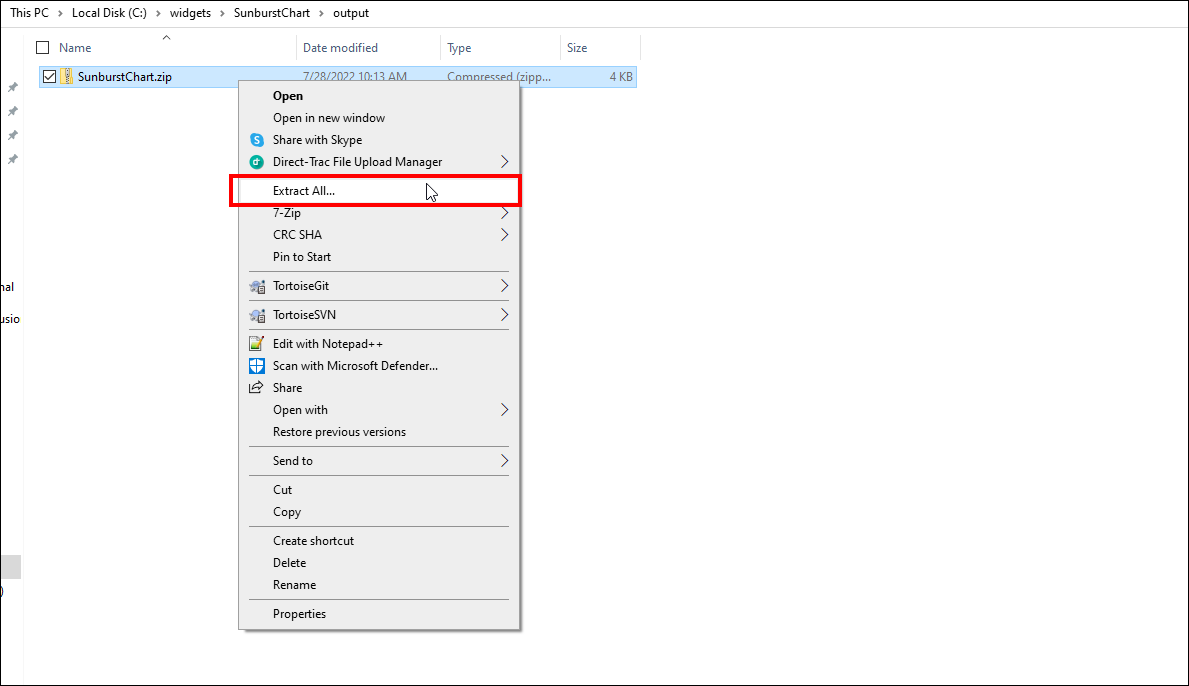 This PC > Local Disk (C:) > widgets > SunburstChart > output
Name Date modified Type Size
SunburstChart.zip 7/28/2022 10:13 AM Compressed (zipp... 4 KB
Open
Open in new window
Share with Skype
Direct-Trac File Upload Manager
Extract All...
7-Zip
CRC SHA
Pin to Start
nal
TortoiseGit
usio
TortoiseSVN
Edit with Notepad++
Scan with Microsoft Defender...
Share
Open with
Restore previous versions
Send to
Cut
Copy
Create shortcut
Delete
)
Rename
Properties